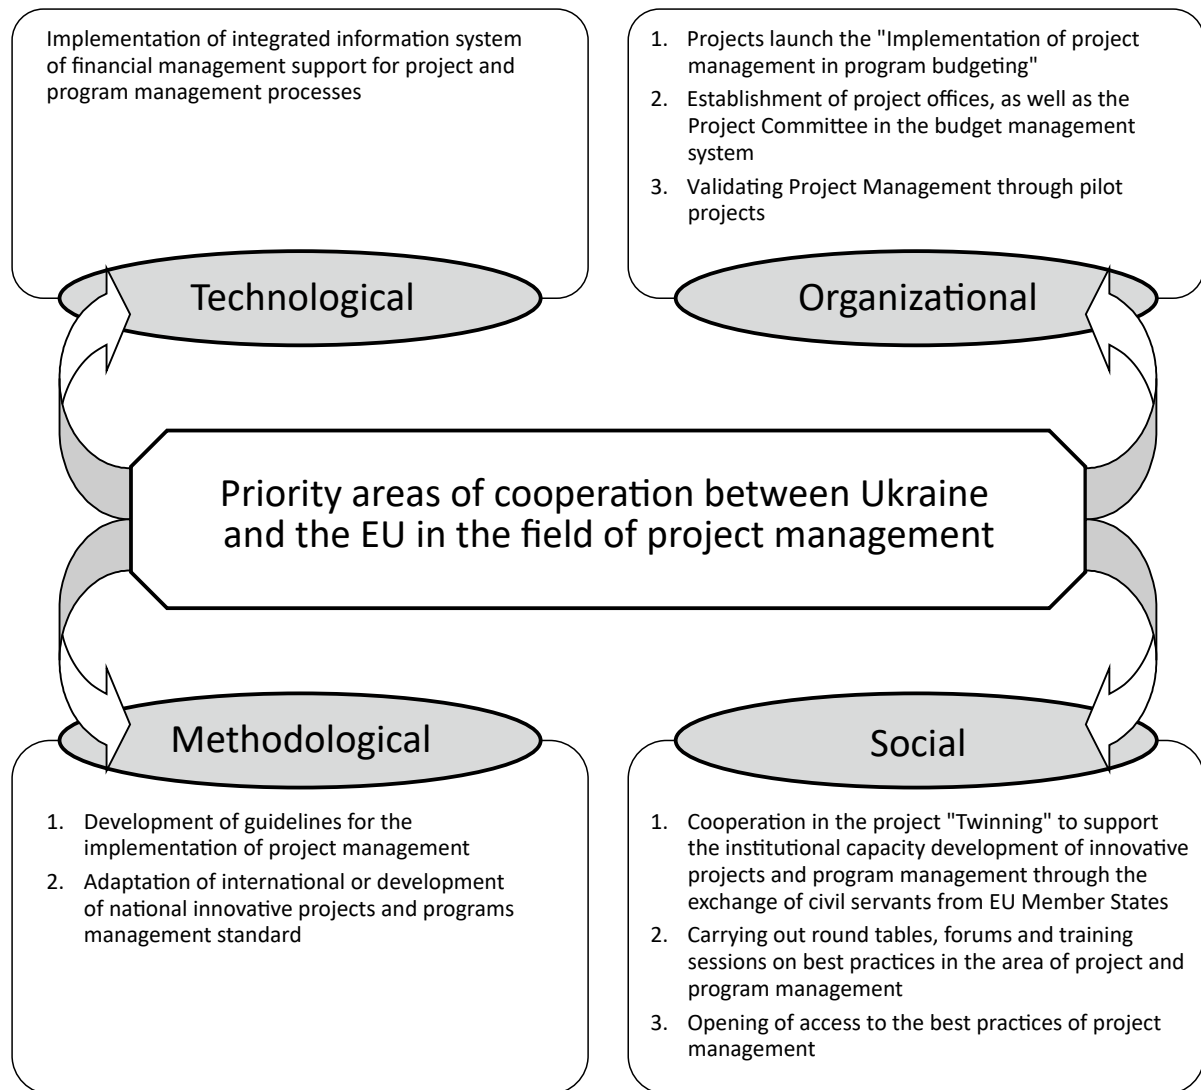 Implementation of integrated information system
of financial management support for project and
program management processes
1. Projects launch the "Implementation of project
management in program budgeting"
2. Establishment of project offices, as well as the
Project Committee in the budget management
system
3. Validating Project Management through pilot
projects
Technological
Organizational
Priority areas of cooperation between Ukraine
and the EU in the field of project management
Methodological
Social
1. Development of guidelines for the
implementation of project management
2. Adaptation of international or development
of national innovative projects and programs
management standard
1. Cooperation in the project "Twinning" to support
the institutional capacity development of innovative
projects and program management through the
exchange of civil servants from EU Member States
2. Carrying out round tables, forums and training
sessions on best practices in the area of project and
program management
3. Opening of access to the best practices of project
management